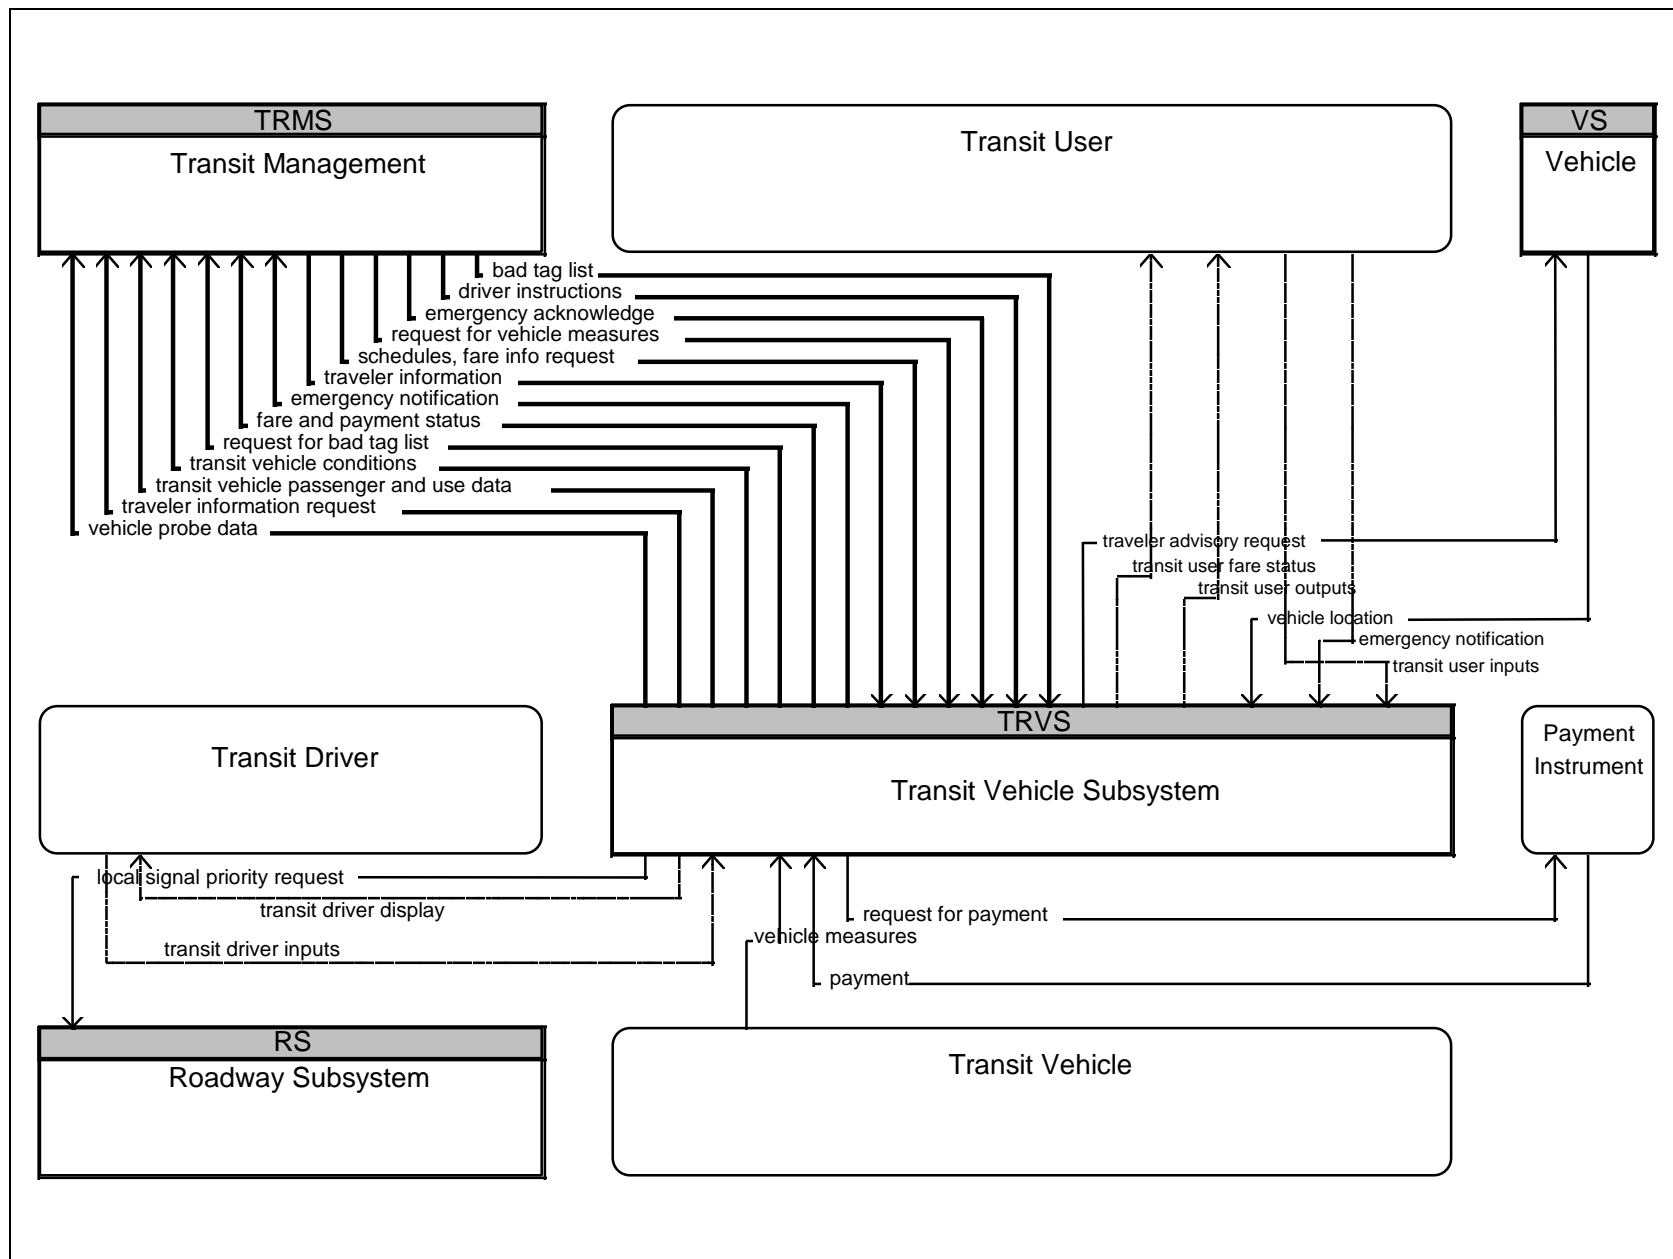 TRMS
Transit Management
Transit User
VS
Vehicle
bad tag list
driver instructions
emergency acknowledge
request for vehicle measures
schedules, fare info request
traveler information
emergency notification
fare and payment status
request for bad tag list
transit vehicle conditions
transit vehicle passenger and use data
traveler information request
vehicle probe data
traveler advisory request
transit user fare status
transit user outputs
vehicle location
emergency notification
transit user inputs
Transit Driver
TRVS
Transit Vehicle Subsystem
Payment
Instrument
local signal priority request
transit driver display
transit driver inputs
request for payment
vehicle measures
payment
RS
Roadway Subsystem
Transit Vehicle